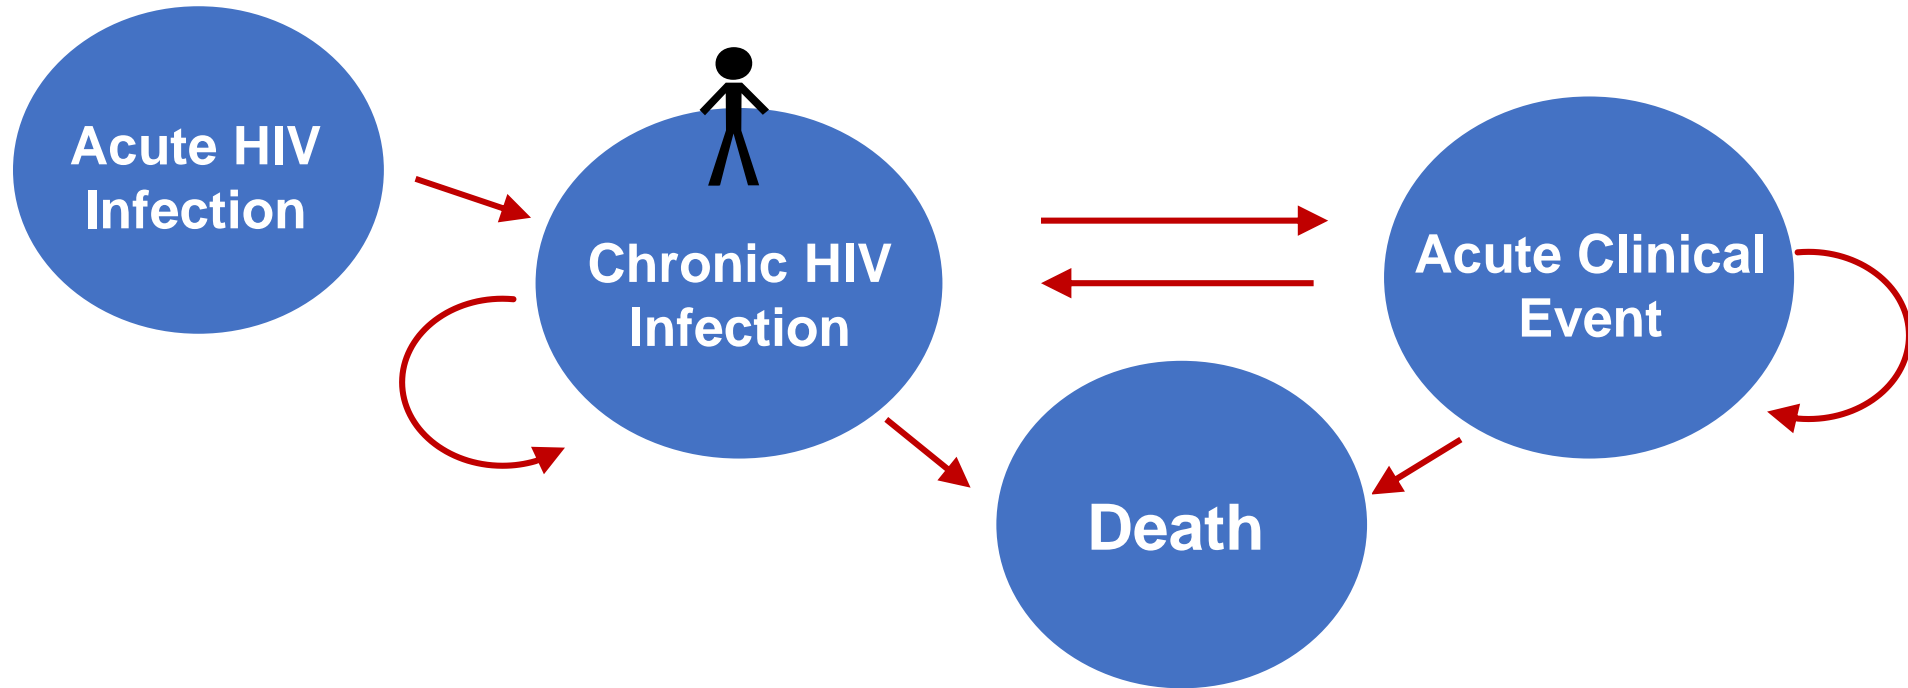 Acute HIV
Infection
Chronic HIV
Infection
Acute Clinical
Event
Death